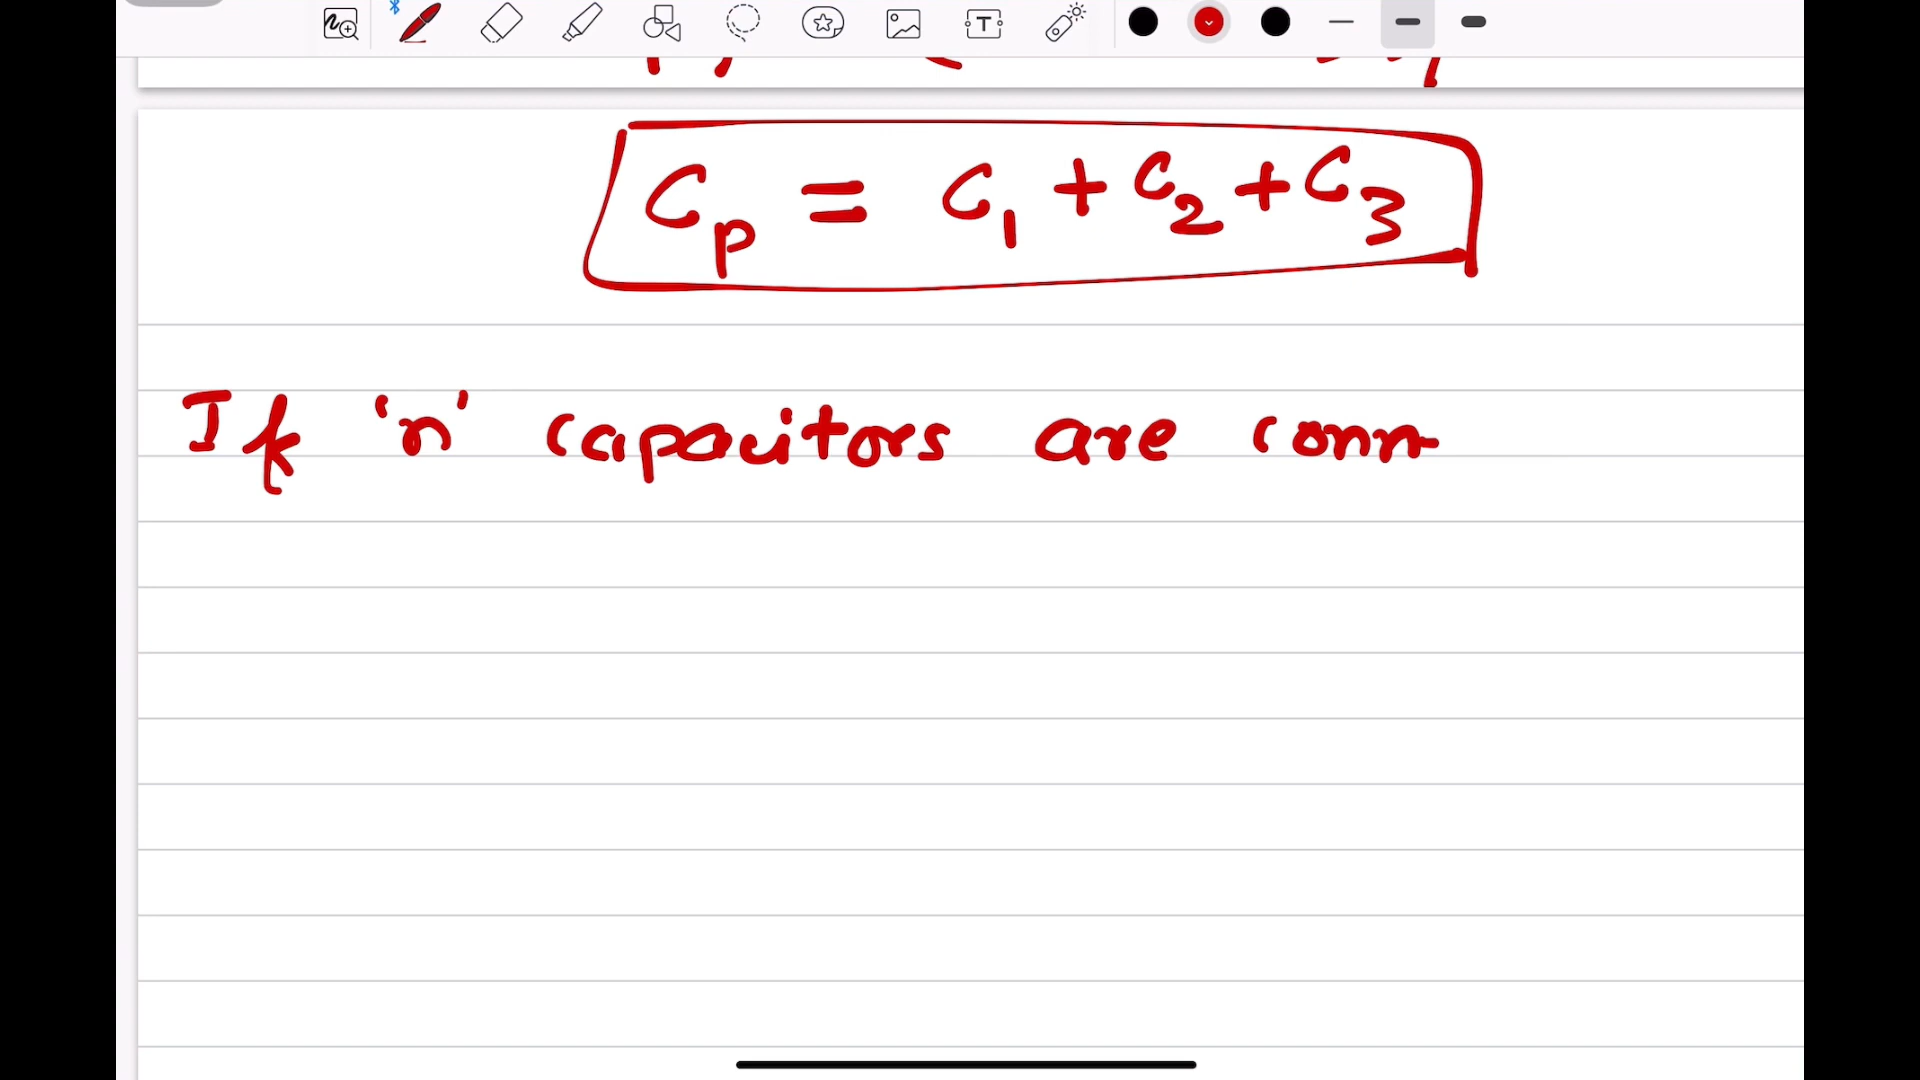 Cp = C1 + C2 + C3
If 'n' capacitors are conn